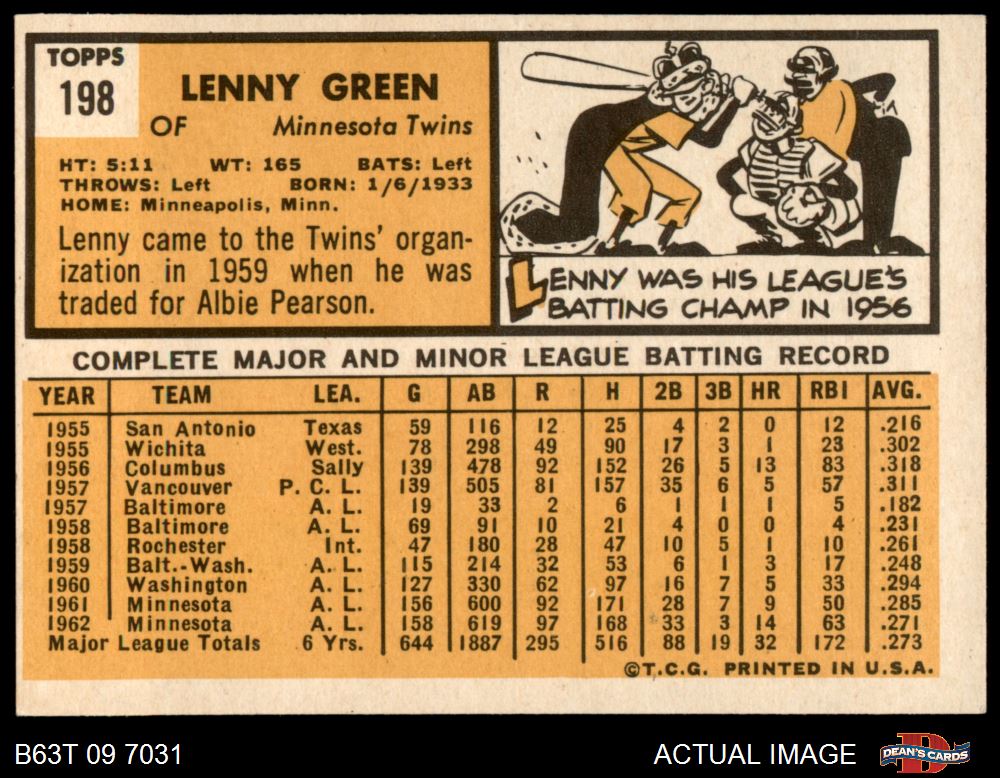 TOPPS
198
LENNY GREEN
OF Minnesota Twins
HT: 5:11 WT: 165 BATS: Left
THROWS: Left BORN: 1/6/1933
HOME: Minneapolis, Minn.
Lenny came to the Twins' organ-
ization in 1959 when he was
traded for Albie Pearson.
LENNY WAS HIS LEAGUE'S
BATTING CHAMP IN 1956
COMPLETE MAJOR AND MINOR LEAGUE BATTING RECORD
YEAR TEAM LEA. G AB R H 2B 3B HR RBI AVG.
1955 San Antonio Texas 59 116 12 25 4 2 0 12 .216
1955 Wichita West. 78 298 49 90 17 3 1 23 .302
1956 Columbus Sally 139 478 92 152 26 5 13 83 .318
1957 Vancouver P. C. L. 139 505 81 157 35 6 5 57 .311
1957 Baltimore A. L. 19 33 2 6 1 1 1 5 .182
1958 Baltimore A. L. 69 91 10 21 4 0 0 4 .231
1958 Rochester Int. 47 180 28 47 10 5 1 10 .261
1959 Balt.-Wash. A. L. 115 214 32 53 6 1 3 17 .248
1960 Washington A. L. 127 330 62 97 16 7 5 33 .294
1961 Minnesota A. L. 156 600 92 171 28 7 9 50 .285
1962 Minnesota A. L. 158 619 97 168 33 3 14 63 .271
Major League Totals 6 Yrs. 644 1887 295 516 88 19 32 172 .273
©T.C.G. PRINTED IN U.S.A.
B63T 09 7031 ACTUAL IMAGE DEAN'S CARDS